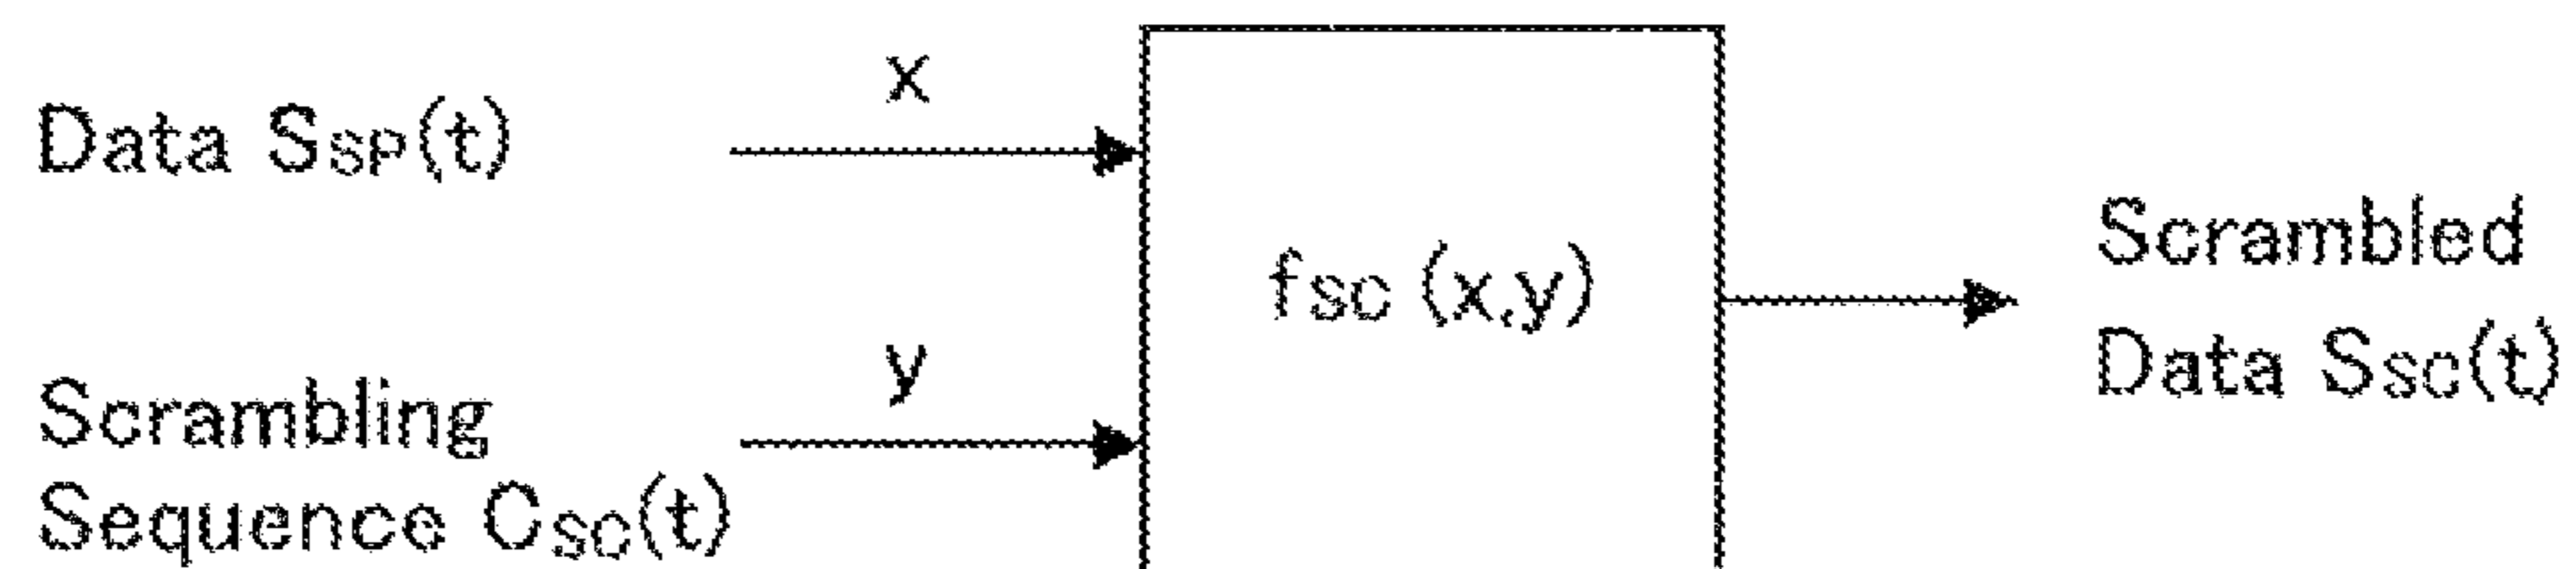 x
Data SSP(t)
fSC (x,y)
y
Scrambling
Sequence CSC(t)
Scrambled
Data SSC(t)